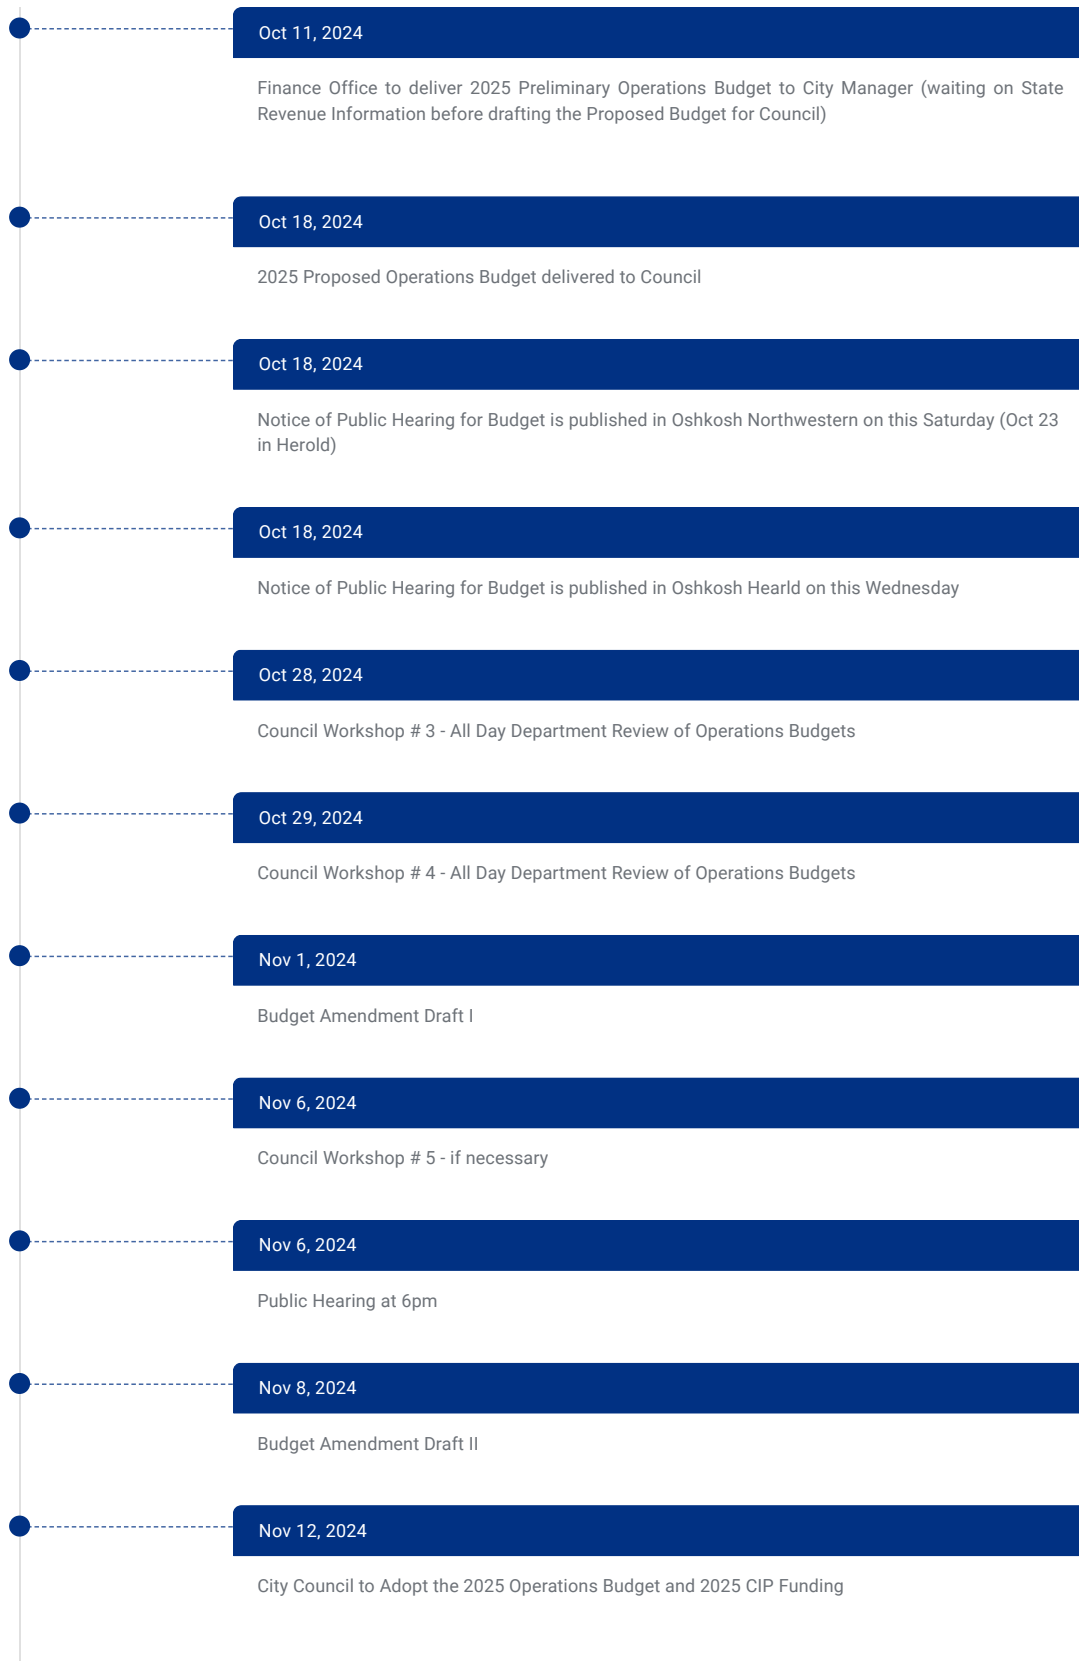 Oct 11, 2024
Finance Office to deliver 2025 Preliminary Operations Budget to City Manager (waiting on State
Revenue Information before drafting the Proposed Budget for Council)
Oct 18, 2024
2025 Proposed Operations Budget delivered to Council
Oct 18, 2024
Notice of Public Hearing for Budget is published in Oshkosh Northwestern on this Saturday (Oct 23
in Herold)
Oct 18, 2024
Notice of Public Hearing for Budget is published in Oshkosh Hearld on this Wednesday
Oct 28, 2024
Council Workshop # 3 - All Day Department Review of Operations Budgets
Oct 29, 2024
Council Workshop # 4 - All Day Department Review of Operations Budgets
Nov 1, 2024
Budget Amendment Draft I
Nov 6, 2024
Council Workshop # 5 - if necessary
Nov 6, 2024
Public Hearing at 6pm
Nov 8, 2024
Budget Amendment Draft II
Nov 12, 2024
City Council to Adopt the 2025 Operations Budget and 2025 CIP Funding